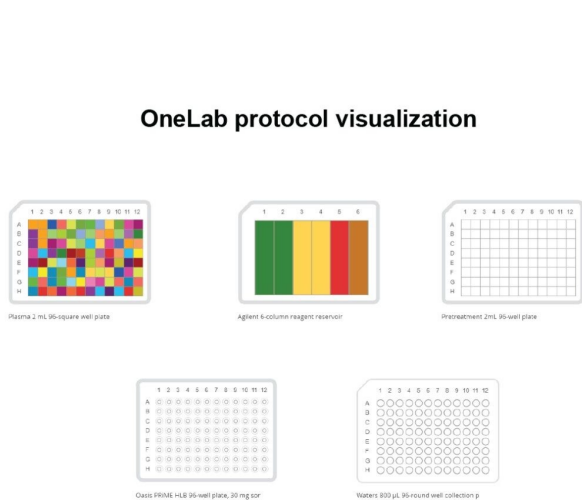 OneLab protocol visualization
1 2 3 4 5 6 7 8 9 10 11 12
A
B
C
D
E
F
G
H
Plasma 2 mL 96-square well plate
1 2 3 4 5 6
Agilent 6-column reagent reservoir
1 2 3 4 5 6 7 8 9 10 11 12
A
B
C
D
E
F
G
H
Pretreatment 2mL 96-well plate
1 2 3 4 5 6 7 8 9 10 11 12
A
B
C
D
E
F
G
H
Oasis PRiME HLB 96-well plate, 30 mg sor
1 2 3 4 5 6 7 8 9 10 11 12
A
B
C
D
E
F
G
H
Waters 800 µL 96-round well collection p